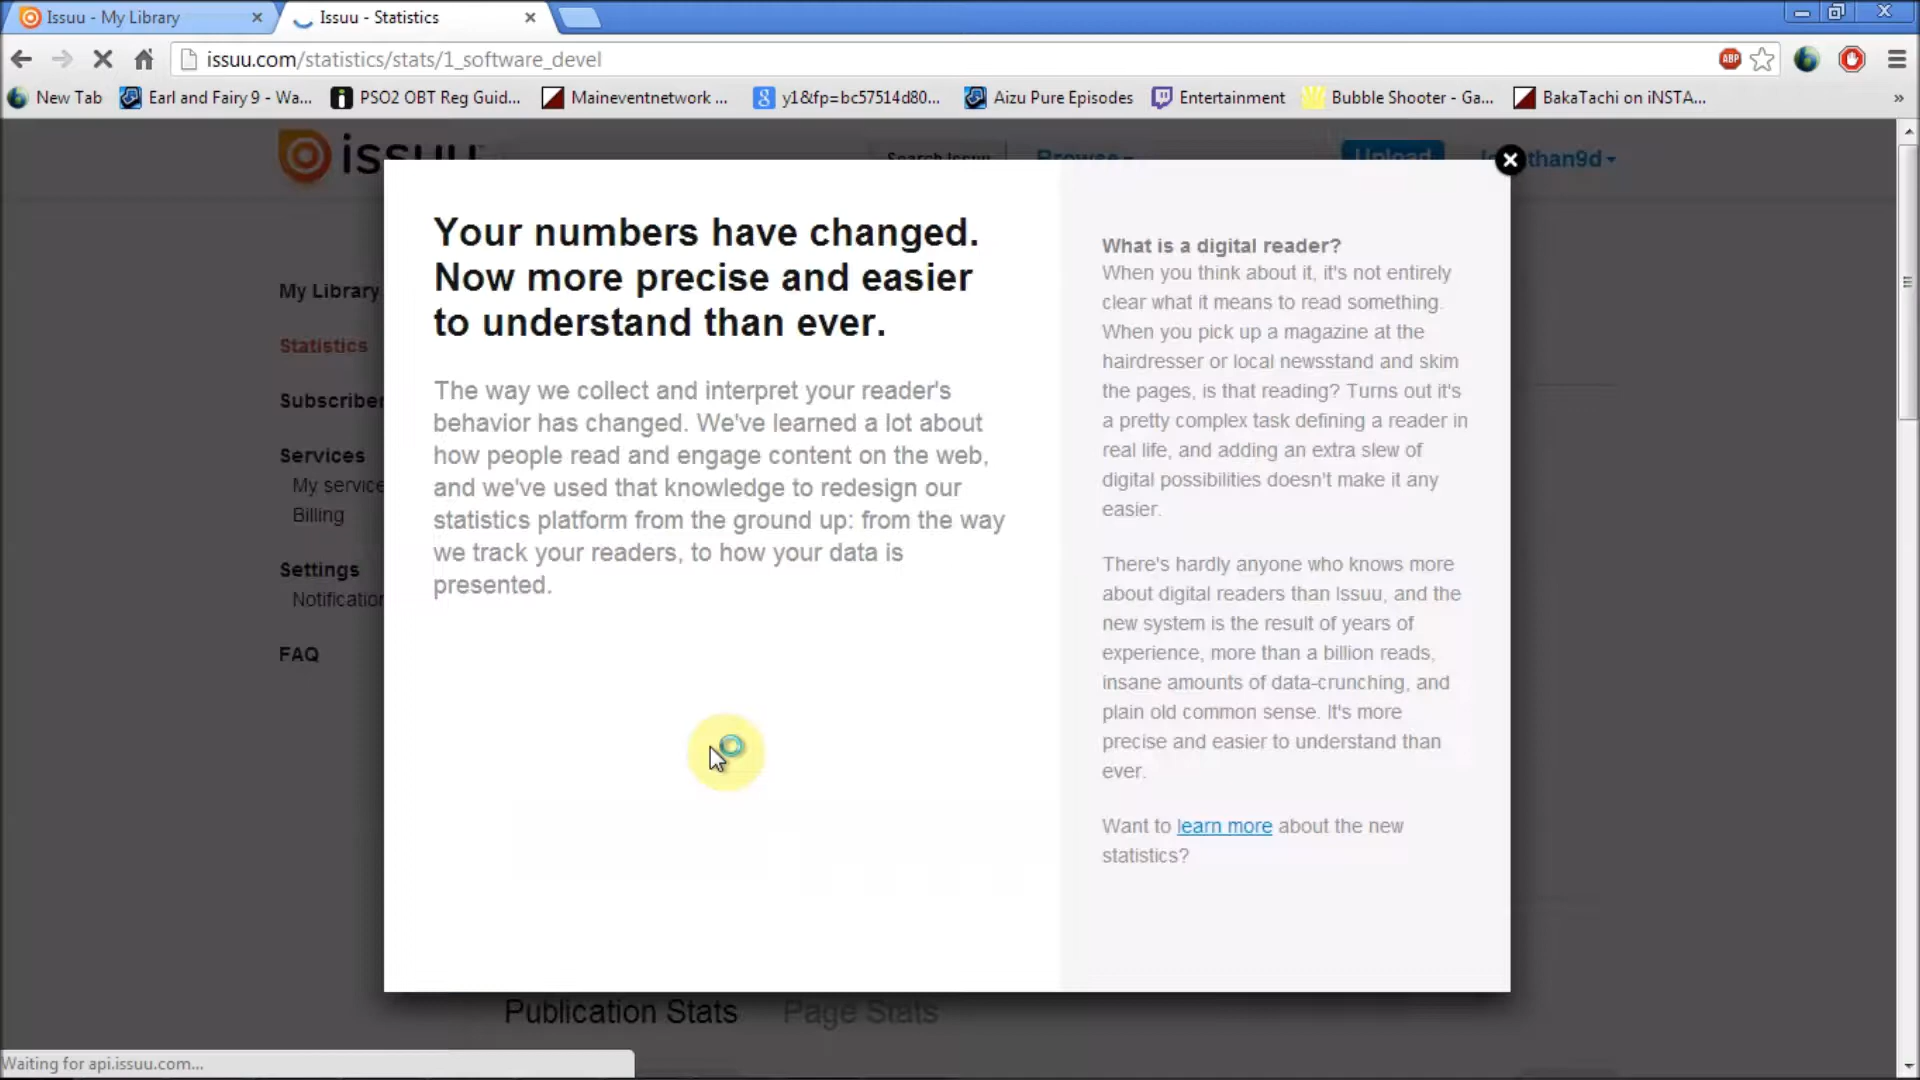 Issuu - My Library
Issuu - Statistics
issuu.com/statistics/stats/1_software_devel
ABP
New Tab
Earl and Fairy 9 - Wa...
PSO2 OBT Reg Guid...
Maineventnetwork ...
y1&fp=bc57514d80...
Aizu Pure Episodes
Entertainment
Bubble Shooter - Ga...
BakaTachi on iNSTA...
issuu
Search Issuu
Browse
Upload
than9d
My Library
Statistics
Subscriber
Services
My service
Billing
Settings
Notification
FAQ
Your numbers have changed.
Now more precise and easier
to understand than ever.
The way we collect and interpret your reader's
behavior has changed. We've learned a lot about
how people read and engage content on the web,
and we've used that knowledge to redesign our
statistics platform from the ground up: from the way
we track your readers, to how your data is
presented.
What is a digital reader?
When you think about it, it's not entirely
clear what it means to read something.
When you pick up a magazine at the
hairdresser or local newsstand and skim
the pages, is that reading? Turns out it's
a pretty complex task defining a reader in
real life, and adding an extra slew of
digital possibilities doesn't make it any
easier.
There's hardly anyone who knows more
about digital readers than Issuu, and the
new system is the result of years of
experience, more than a billion reads,
insane amounts of data-crunching, and
plain old common sense. It's more
precise and easier to understand than
ever.
Want to learn more about the new
statistics?
Publication Stats
Page Stats
Waiting for api.issuu.com...